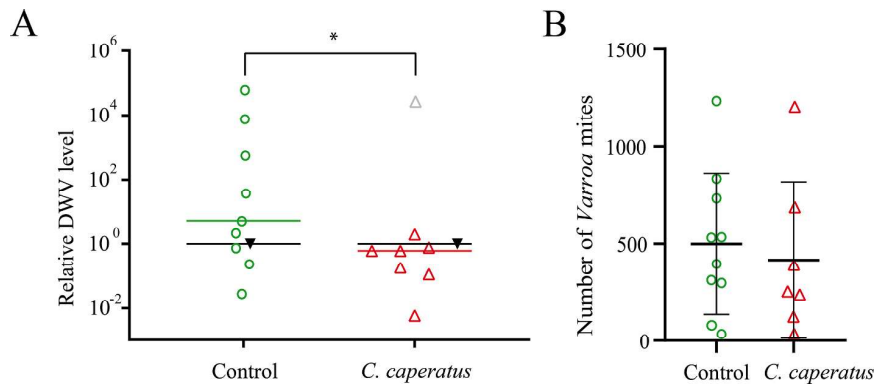 A
Relative DWV level
10^6
10^4
10^2
10^0
10^-2
*
Control
C. caperatus
B
Number of Varroa mites
1500
1000
500
0
Control
C. caperatus